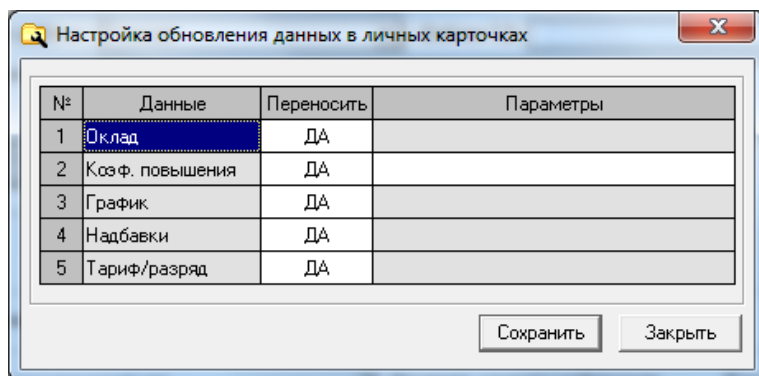 Настройка обновления данных в личных карточках
№ Данные Переносить Параметры
1 Оклад ДА
2 Коэф. повышения ДА
3 График ДА
4 Надбавки ДА
5 Тариф/разряд ДА
Сохранить Закрыть